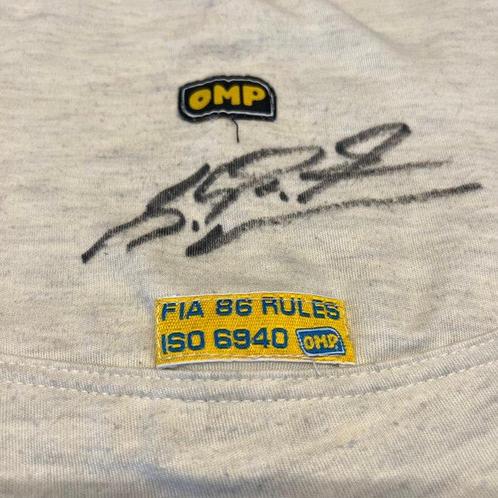 OMP
FIA 86 RULES
ISO 6940 OMP